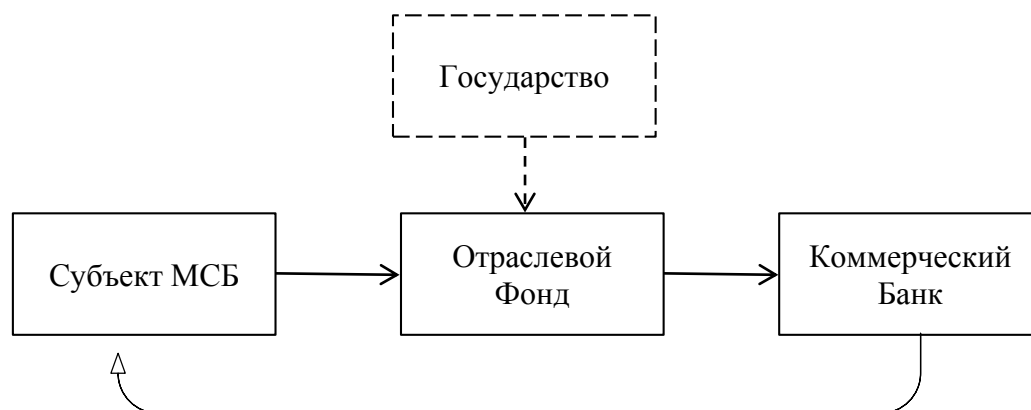 Государство
Субъект МСБ
Отраслевой
Фонд
Коммерческий
Банк